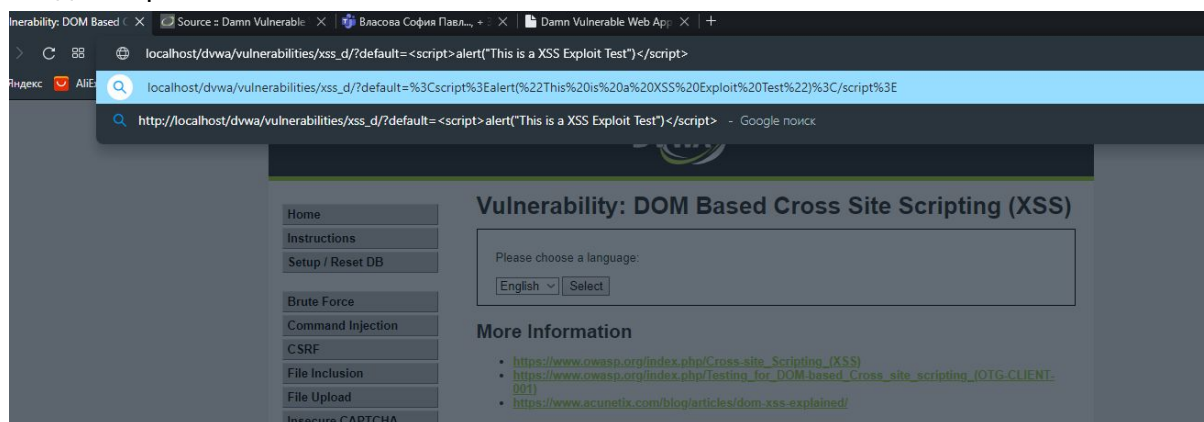 nerability: DOM Based C
Source :: Damn Vulnerable
Власова София Павл..., +
Damn Vulnerable Web App
localhost/dvwa/vulnerabilities/xss_d/?default=<script>alert("This is a XSS Exploit Test")</script>
Яндекс
AliE
localhost/dvwa/vulnerabilities/xss_d/?default=%3Cscript%3Ealert(%22This%20is%20a%20XSS%20Exploit%20Test%22)%3C/script%3E
http://localhost/dvwa/vulnerabilities/xss_d/?default=<script>alert("This is a XSS Exploit Test")</script> - Google поиск
Vulnerability: DOM Based Cross Site Scripting (XSS)
Home
Instructions
Setup / Reset DB
Please choose a language:
English Select
Brute Force
Command Injection
More Information
CSRF
File Inclusion
https://www.owasp.org/index.php/Cross-site_Scripting_(XSS)
https://www.owasp.org/index.php/Testing_for_DOM-based_Cross_site_scripting_(OTG-CLIENT-
001)
File Upload
https://www.acunetix.com/blog/articles/dom-xss-explained/
Insecure CAPTCHA